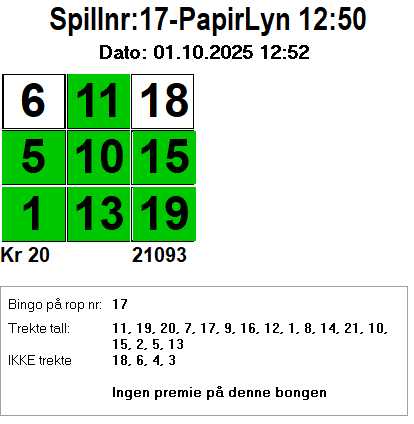 Spillnr:17-PapirLyn 12:50
Dato: 01.10.2025 12:52
6 11 18
5 10 15
1 13 19
Kr 20 21093
Bingo på rop nr: 17
Trekte tall: 11, 19, 20, 7, 17, 9, 16, 12, 1, 8, 14, 21, 10,
15, 2, 5, 13
IKKE trekte 18, 6, 4, 3
Ingen premie på denne bongen